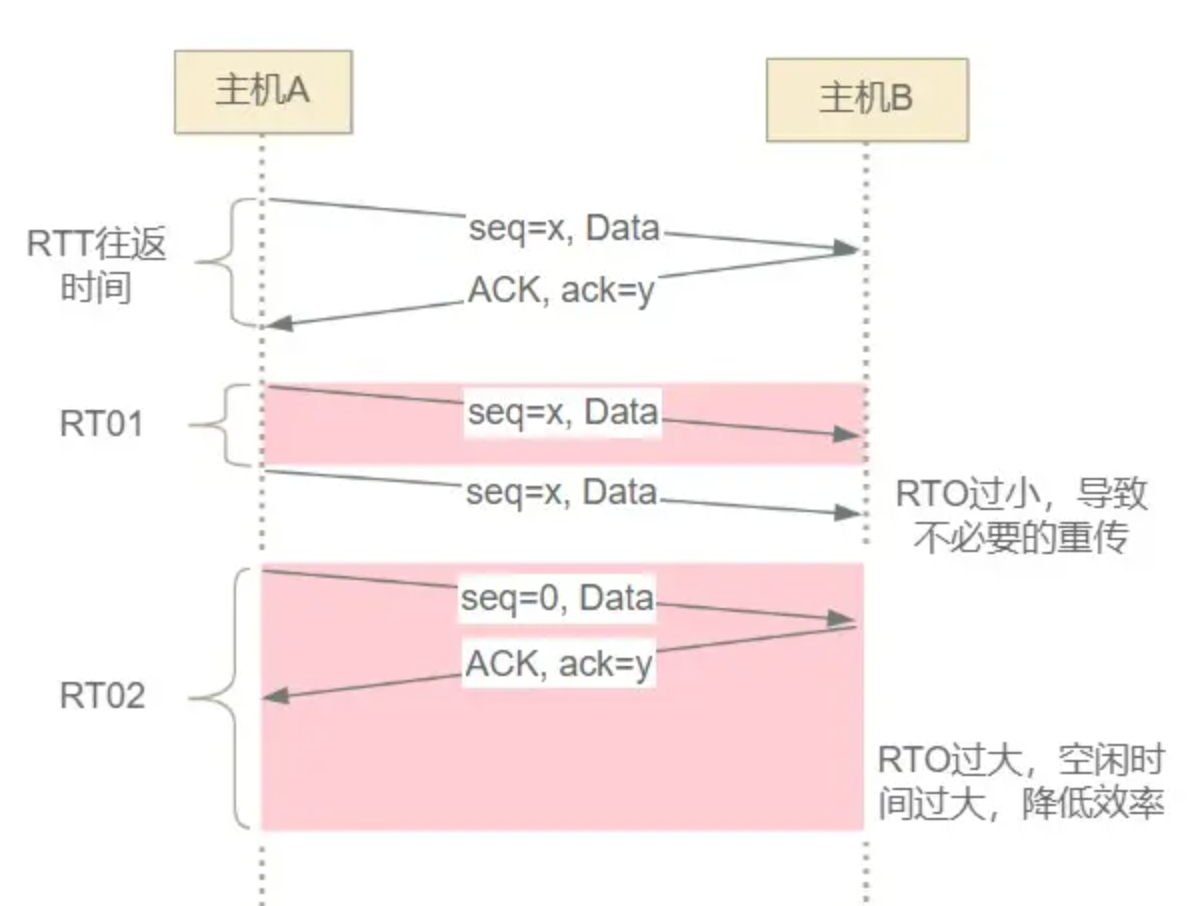 主机A
主机B
seq=x, Data
RTT往返
时间
ACK, ack=y
seq=x, Data
RT01
seq=x, Data
RTO过小，导致
不必要的重传
seq=0, Data
ACK, ack=y
RT02
RTO过大，空闲时
间过大，降低效率